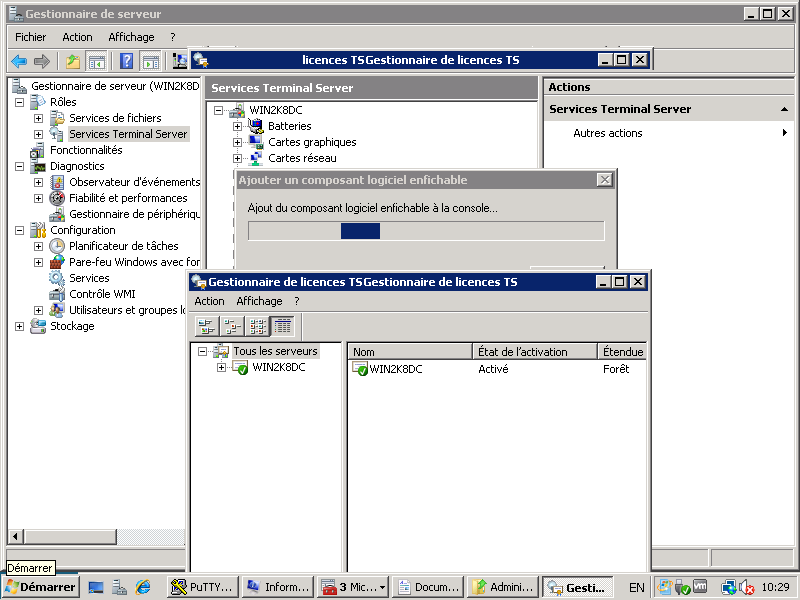 Gestionnaire de serveur
Fichier Action Affichage ?
licences TSGestionnaire de licences TS
Gestionnaire de serveur (WIN2K8D
Rôles
Services de fichiers
Services Terminal Server
Fonctionnalités
Diagnostics
Observateur d'événements
Fiabilité et performances
Gestionnaire de périphériqu
Configuration
Planificateur de tâches
Pare-feu Windows avec fon
Services
Contrôle WMI
Utilisateurs et groupes lo
Stockage
Services Terminal Server
WIN2K8DC
Batteries
Cartes graphiques
Cartes réseau
Actions
Services Terminal Server
Autres actions
Ajouter un composant logiciel enfichable
Ajout du composant logiciel enfichable à la console...
Gestionnaire de licences TSGestionnaire de licences TS
Action Affichage ?
Tous les serveurs
WIN2K8DC
Nom État de l'activation Étendue
WIN2K8DC Activé Forêt
Démarrer
Démarrer PuTTY... Inform... 3 Mic... Docum... Admini... Gesti... EN 10:29